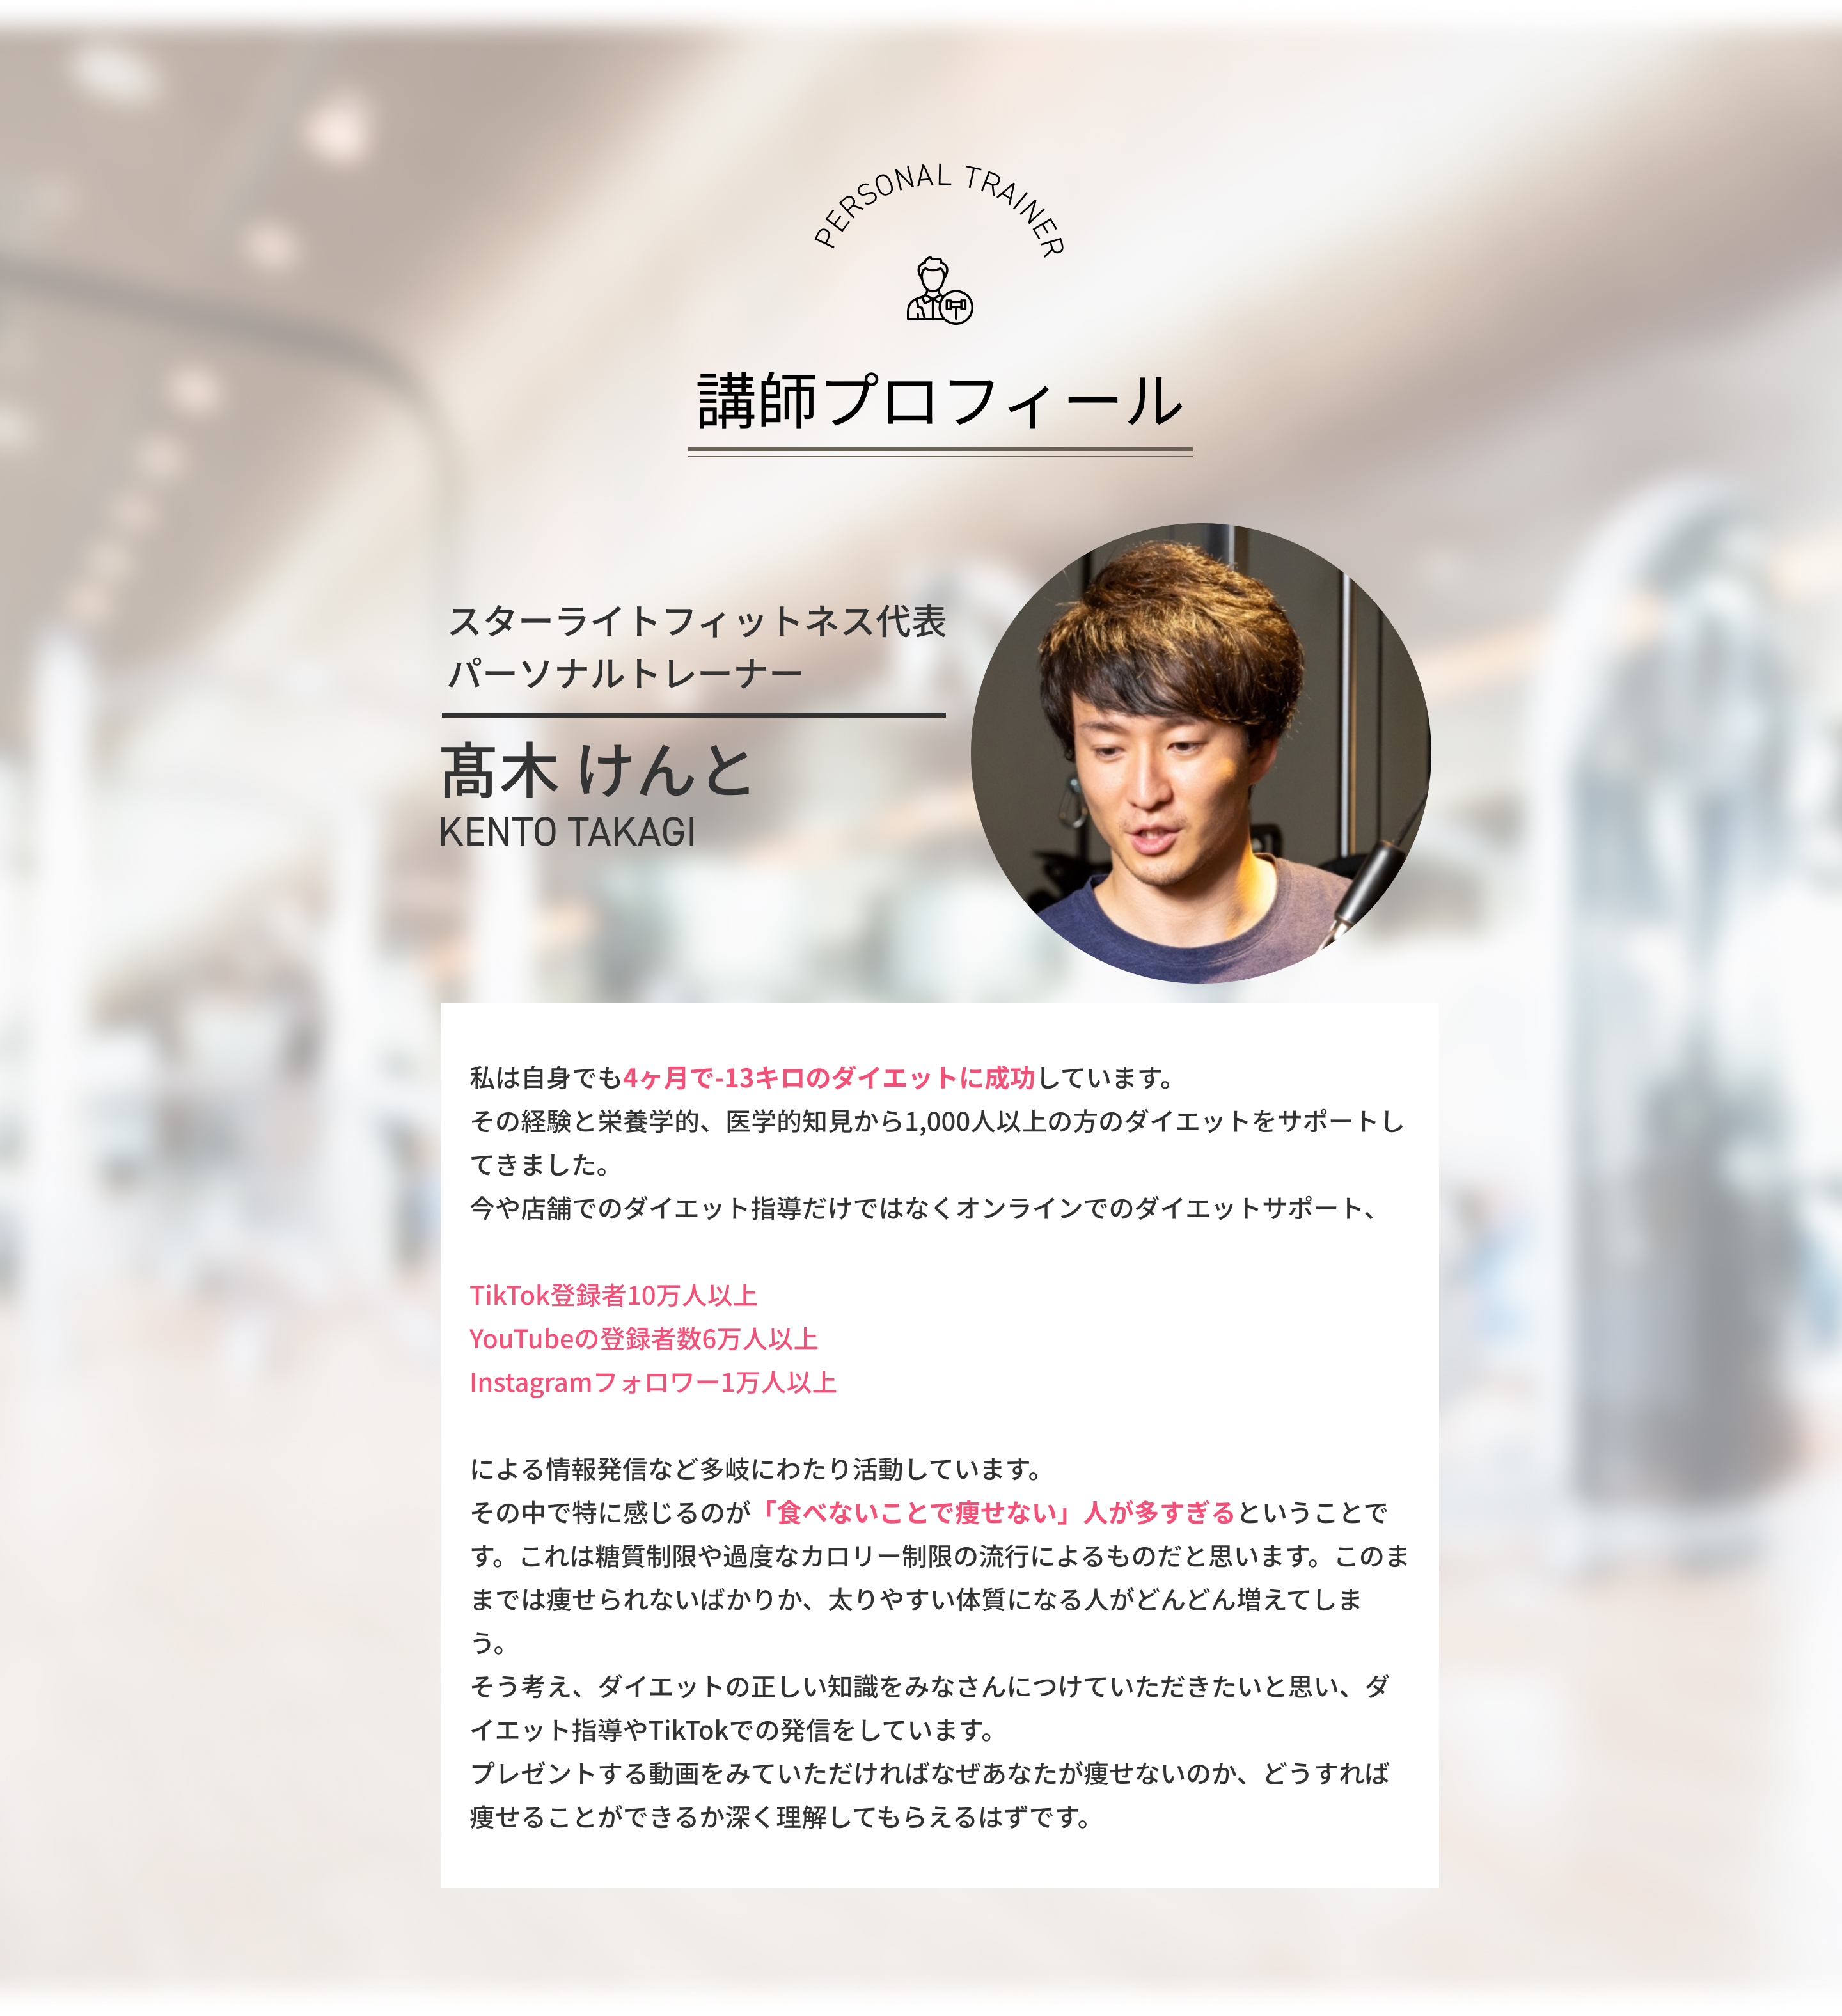 PERSONAL TRAINER
講師プロフィール
スターライトフィットネス代表
パーソナルトレーナー
髙木 けんと
KENTO TAKAGI
私は自身でも4ヶ月で-13キロのダイエットに成功しています。
その経験と栄養学的、医学的知見から1,000人以上の方のダイエットをサポートし
てきました。
今や店舗でのダイエット指導だけではなくオンラインでのダイエットサポート、
TikTok登録者10万人以上
YouTubeの登録者数6万人以上
Instagramフォロワー1万人以上
による情報発信など多岐にわたり活動しています。
その中で特に感じるのが「食べないことで痩せない」人が多すぎるということで
す。これは糖質制限や過度なカロリー制限の流行によるものだと思います。このま
までは痩せられないばかりか、太りやすい体質になる人がどんどん増えてしま
う。
そう考え、ダイエットの正しい知識をみなさんにつけていただきたいと思い、ダ
イエット指導やTikTokでの発信をしています。
プレゼントする動画をみていただければなぜあなたが痩せないのか、どうすれば
痩せることができるか深く理解してもらえるはずです。